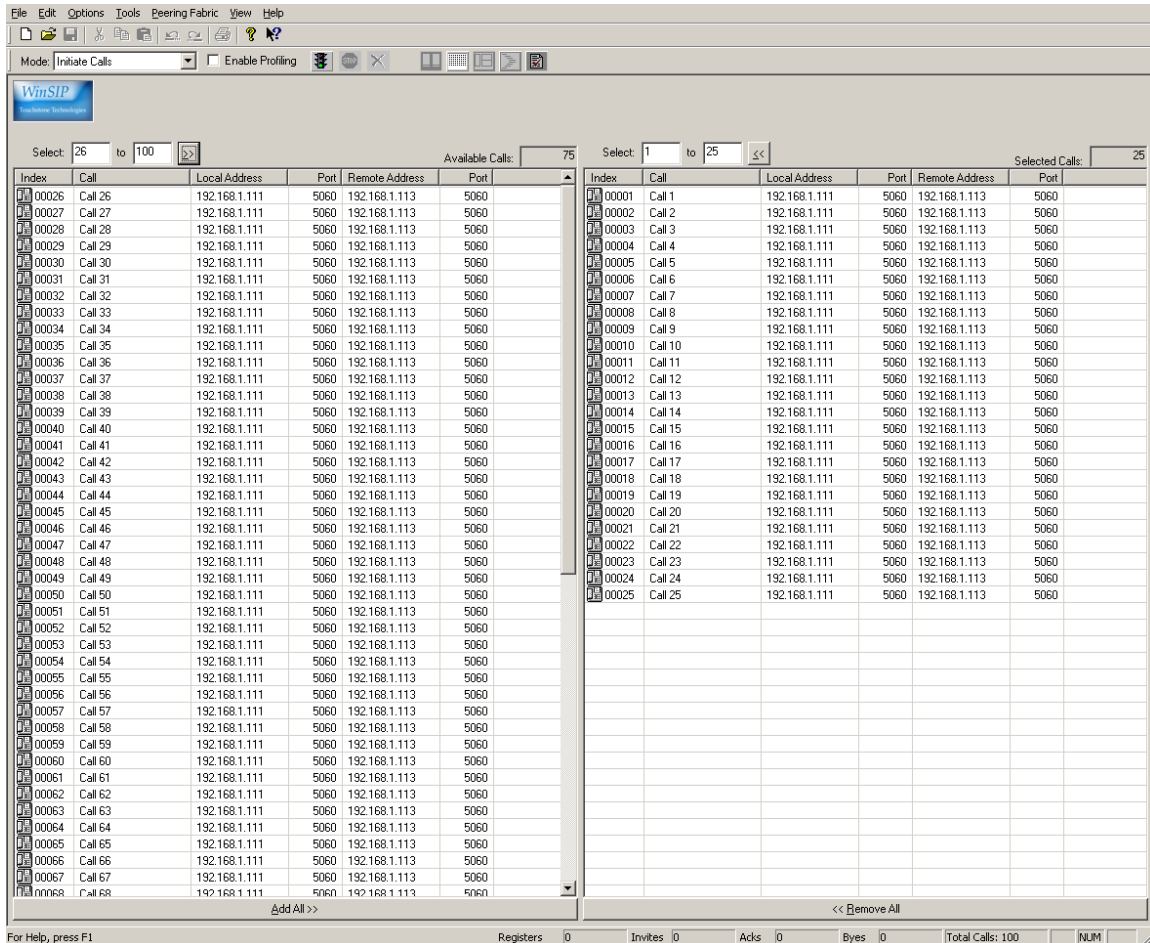 File Edit Options Tools Peering Fabric View Help
Mode: Initiate Calls Enable Profiling STOP
WinSIP
Touchstone Technologies
Select: 26 to 100 >> Available Calls: 75 Select: 1 to 25 << Selected Calls: 25
Index Call Local Address Port Remote Address Port Index Call Local Address Port Remote Address Port
00026 Call 26 192.168.1.111 5060 192.168.1.113 5060 00001 Call 1 192.168.1.111 5060 192.168.1.113 5060
00027 Call 27 192.168.1.111 5060 192.168.1.113 5060 00002 Call 2 192.168.1.111 5060 192.168.1.113 5060
00028 Call 28 192.168.1.111 5060 192.168.1.113 5060 00003 Call 3 192.168.1.111 5060 192.168.1.113 5060
00029 Call 29 192.168.1.111 5060 192.168.1.113 5060 00004 Call 4 192.168.1.111 5060 192.168.1.113 5060
00030 Call 30 192.168.1.111 5060 192.168.1.113 5060 00005 Call 5 192.168.1.111 5060 192.168.1.113 5060
00031 Call 31 192.168.1.111 5060 192.168.1.113 5060 00006 Call 6 192.168.1.111 5060 192.168.1.113 5060
00032 Call 32 192.168.1.111 5060 192.168.1.113 5060 00007 Call 7 192.168.1.111 5060 192.168.1.113 5060
00033 Call 33 192.168.1.111 5060 192.168.1.113 5060 00008 Call 8 192.168.1.111 5060 192.168.1.113 5060
00034 Call 34 192.168.1.111 5060 192.168.1.113 5060 00009 Call 9 192.168.1.111 5060 192.168.1.113 5060
00035 Call 35 192.168.1.111 5060 192.168.1.113 5060 00010 Call 10 192.168.1.111 5060 192.168.1.113 5060
00036 Call 36 192.168.1.111 5060 192.168.1.113 5060 00011 Call 11 192.168.1.111 5060 192.168.1.113 5060
00037 Call 37 192.168.1.111 5060 192.168.1.113 5060 00012 Call 12 192.168.1.111 5060 192.168.1.113 5060
00038 Call 38 192.168.1.111 5060 192.168.1.113 5060 00013 Call 13 192.168.1.111 5060 192.168.1.113 5060
00039 Call 39 192.168.1.111 5060 192.168.1.113 5060 00014 Call 14 192.168.1.111 5060 192.168.1.113 5060
00040 Call 40 192.168.1.111 5060 192.168.1.113 5060 00015 Call 15 192.168.1.111 5060 192.168.1.113 5060
00041 Call 41 192.168.1.111 5060 192.168.1.113 5060 00016 Call 16 192.168.1.111 5060 192.168.1.113 5060
00042 Call 42 192.168.1.111 5060 192.168.1.113 5060 00017 Call 17 192.168.1.111 5060 192.168.1.113 5060
00043 Call 43 192.168.1.111 5060 192.168.1.113 5060 00018 Call 18 192.168.1.111 5060 192.168.1.113 5060
00044 Call 44 192.168.1.111 5060 192.168.1.113 5060 00019 Call 19 192.168.1.111 5060 192.168.1.113 5060
00045 Call 45 192.168.1.111 5060 192.168.1.113 5060 00020 Call 20 192.168.1.111 5060 192.168.1.113 5060
00046 Call 46 192.168.1.111 5060 192.168.1.113 5060 00021 Call 21 192.168.1.111 5060 192.168.1.113 5060
00047 Call 47 192.168.1.111 5060 192.168.1.113 5060 00022 Call 22 192.168.1.111 5060 192.168.1.113 5060
00048 Call 48 192.168.1.111 5060 192.168.1.113 5060 00023 Call 23 192.168.1.111 5060 192.168.1.113 5060
00049 Call 49 192.168.1.111 5060 192.168.1.113 5060 00024 Call 24 192.168.1.111 5060 192.168.1.113 5060
00050 Call 50 192.168.1.111 5060 192.168.1.113 5060 00025 Call 25 192.168.1.111 5060 192.168.1.113 5060
00051 Call 51 192.168.1.111 5060 192.168.1.113 5060
00052 Call 52 192.168.1.111 5060 192.168.1.113 5060
00053 Call 53 192.168.1.111 5060 192.168.1.113 5060
00054 Call 54 192.168.1.111 5060 192.168.1.113 5060
00055 Call 55 192.168.1.111 5060 192.168.1.113 5060
00056 Call 56 192.168.1.111 5060 192.168.1.113 5060
00057 Call 57 192.168.1.111 5060 192.168.1.113 5060
00058 Call 58 192.168.1.111 5060 192.168.1.113 5060
00059 Call 59 192.168.1.111 5060 192.168.1.113 5060
00060 Call 60 192.168.1.111 5060 192.168.1.113 5060
00061 Call 61 192.168.1.111 5060 192.168.1.113 5060
00062 Call 62 192.168.1.111 5060 192.168.1.113 5060
00063 Call 63 192.168.1.111 5060 192.168.1.113 5060
00064 Call 64 192.168.1.111 5060 192.168.1.113 5060
00065 Call 65 192.168.1.111 5060 192.168.1.113 5060
00066 Call 66 192.168.1.111 5060 192.168.1.113 5060
00067 Call 67 192.168.1.111 5060 192.168.1.113 5060
00068 Call 68 192.168.1.111 5060 192.168.1.113 5060
Add All >> << Remove All
For Help, press F1 Registers 0 Invites 0 Acks 0 Byes 0 Total Calls: 100 NUM